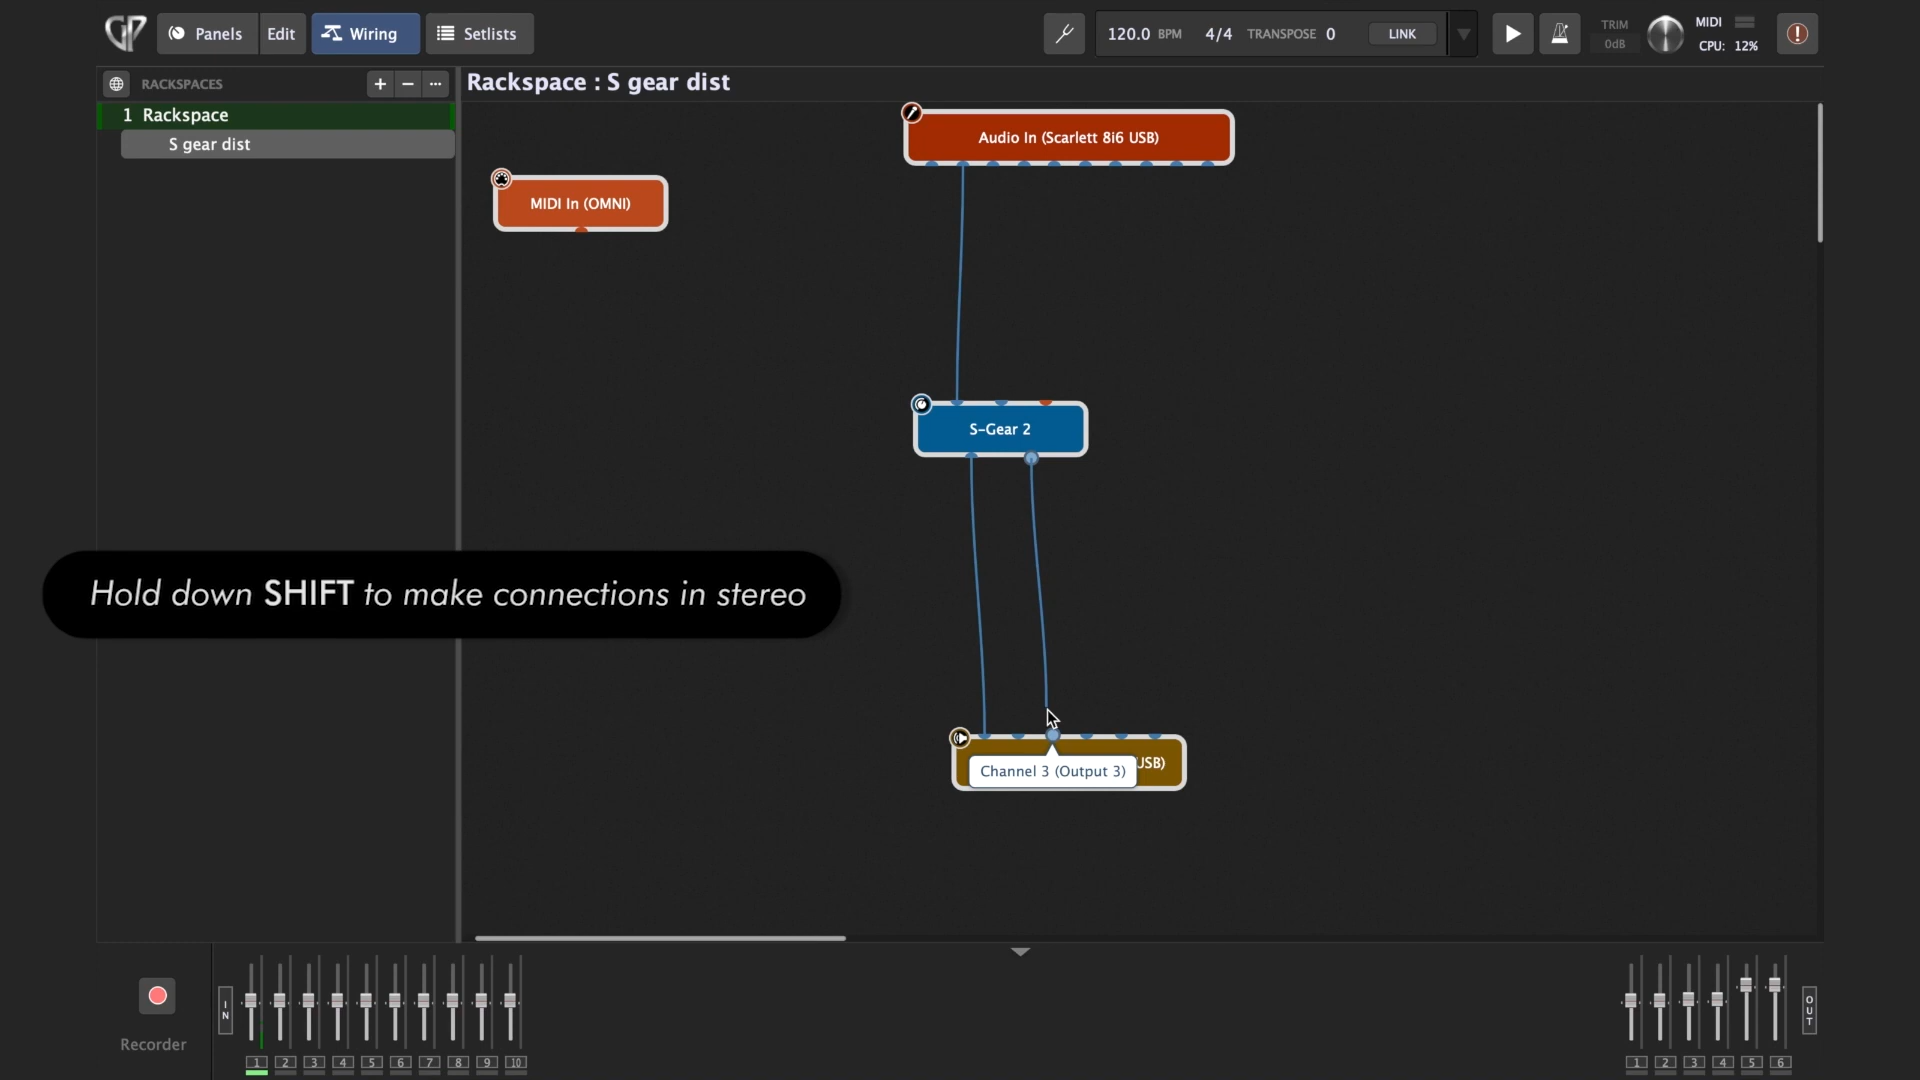 GP
Panels
Edit
Wiring
Setlists
120.0 BPM
4/4
TRANSPOSE 0
LINK
TRIM
0dB
MIDI
CPU: 12%
RACKSPACES
1 Rackspace
S gear dist
Rackspace : S gear dist
Audio In (Scarlett 8i6 USB)
MIDI In (OMNI)
S-Gear 2
Hold down SHIFT to make connections in stereo
USB)
Channel 3 (Output 3)
Recorder
IN
1 2 3 4 5 6 7 8 9 10
OUT
1 2 3 4 5 6